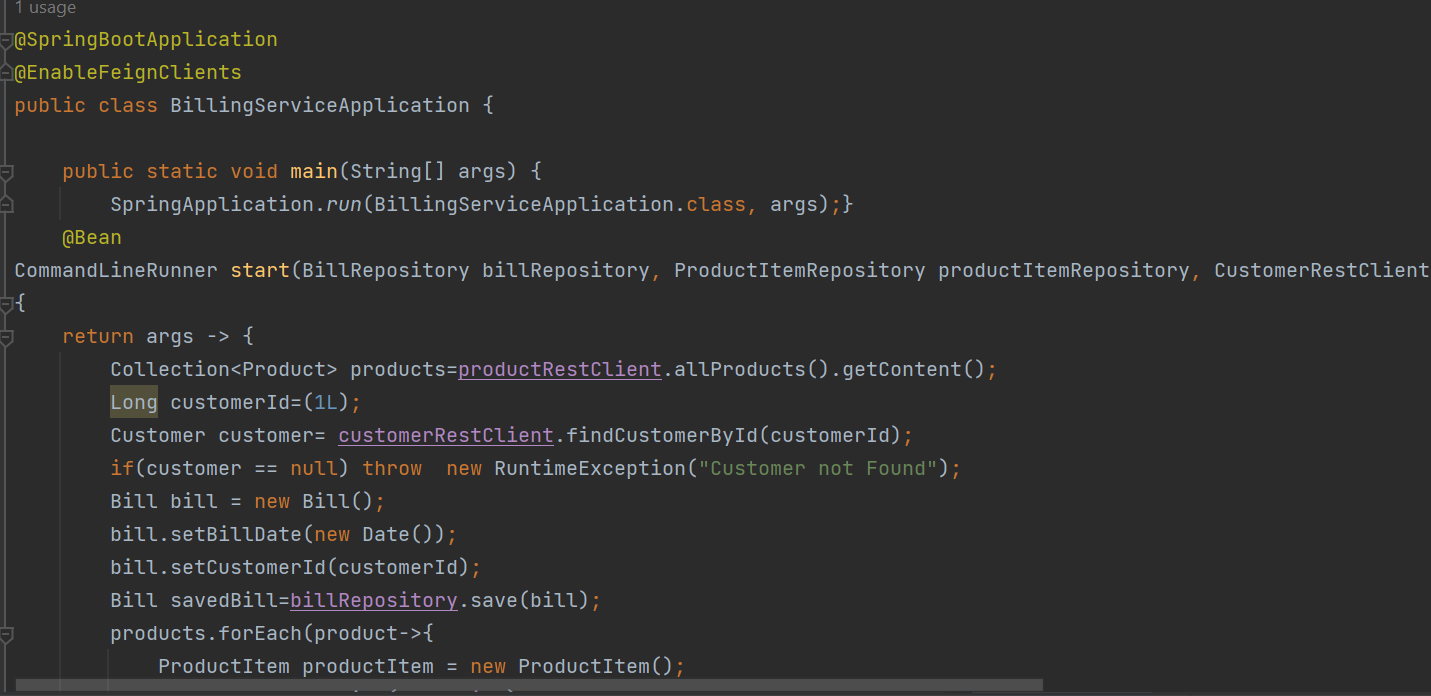 1 usage
@SpringBootApplication
@EnableFeignClients
public class BillingServiceApplication {
public static void main(String[] args) {
SpringApplication.run(BillingServiceApplication.class, args);}
@Bean
CommandLineRunner start(BillRepository billRepository, ProductItemRepository productItemRepository, CustomerRestClient
{
return args -> {
Collection<Product> products=productRestClient.allProducts().getContent();
Long customerId=(1L);
Customer customer= customerRestClient.findCustomerById(customerId);
if(customer == null) throw  new RuntimeException("Customer not Found");
Bill bill = new Bill();
bill.setBillDate(new Date());
bill.setCustomerId(customerId);
Bill savedBill=billRepository.save(bill);
products.forEach(product->{
ProductItem productItem = new ProductItem();